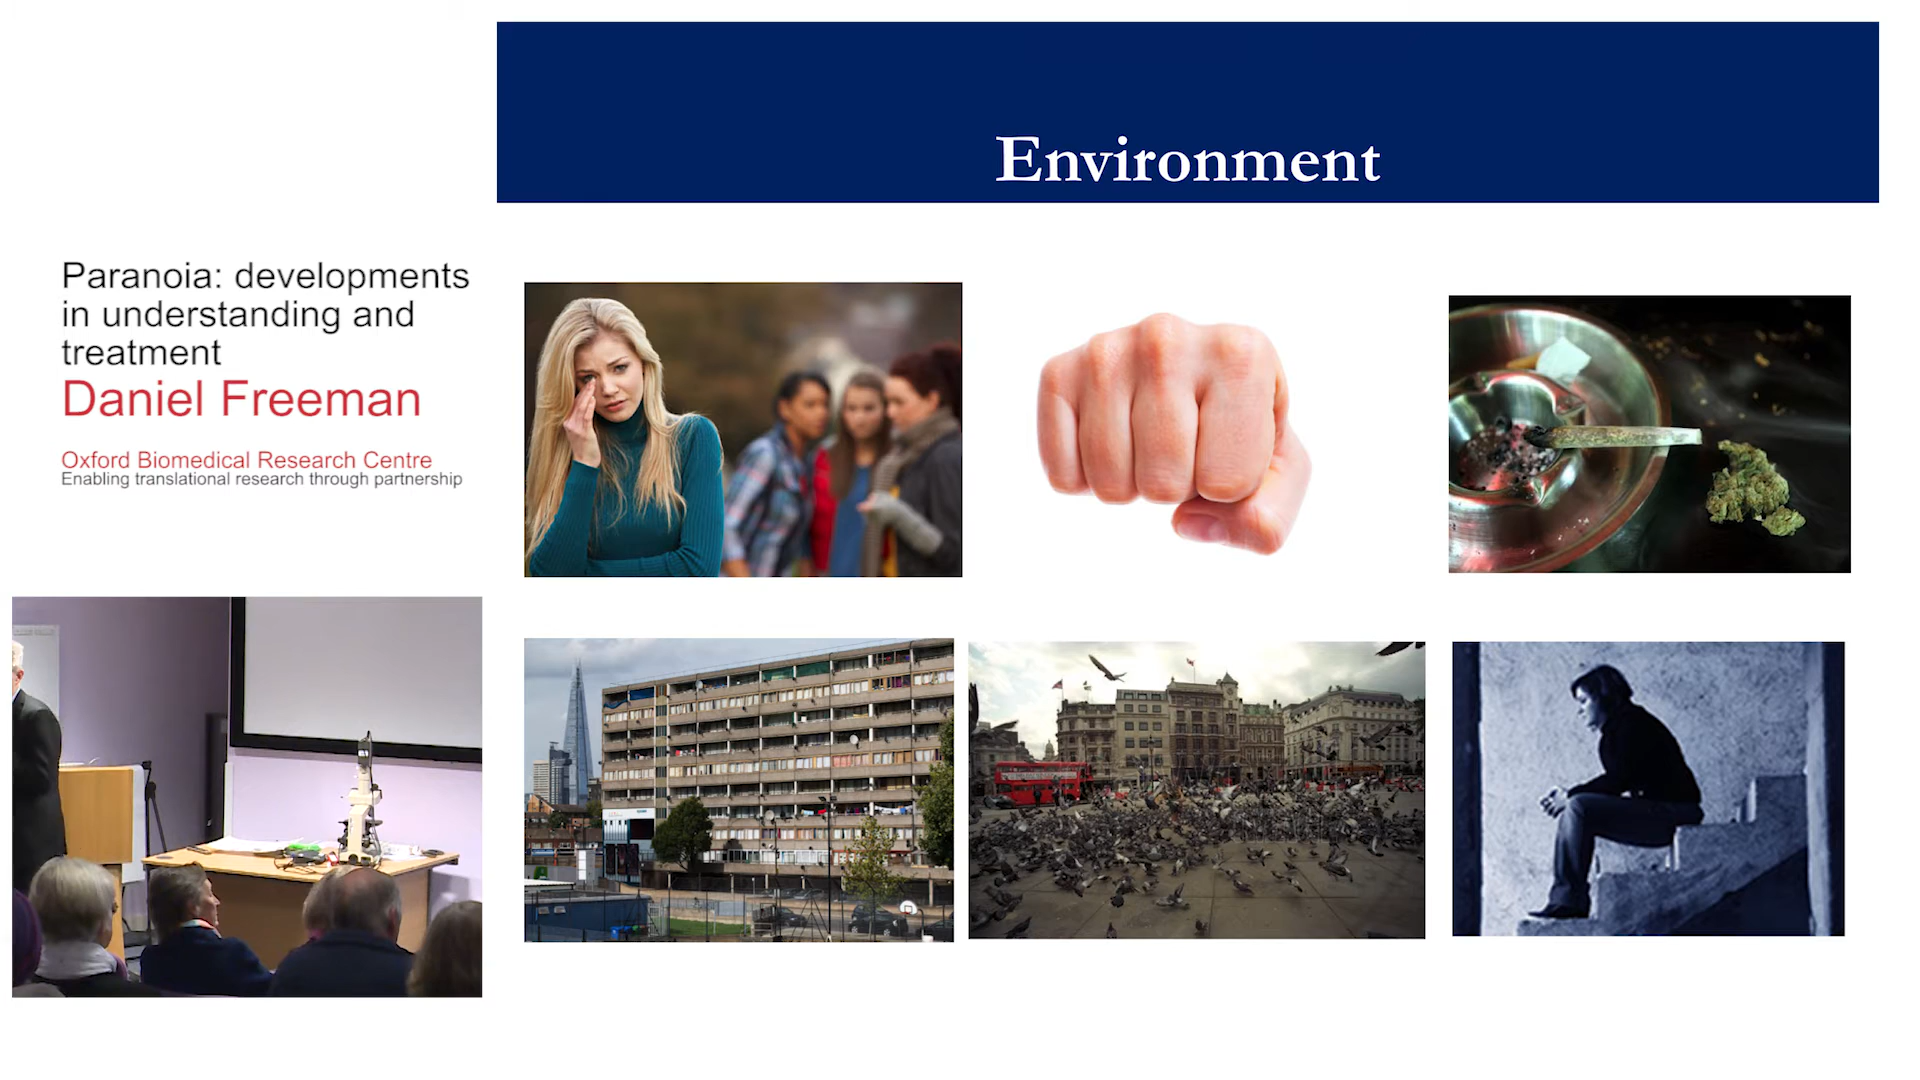 Environment
Paranoia: developments
in understanding and
treatment
Daniel Freeman
Oxford Biomedical Research Centre
Enabling translational research through partnership